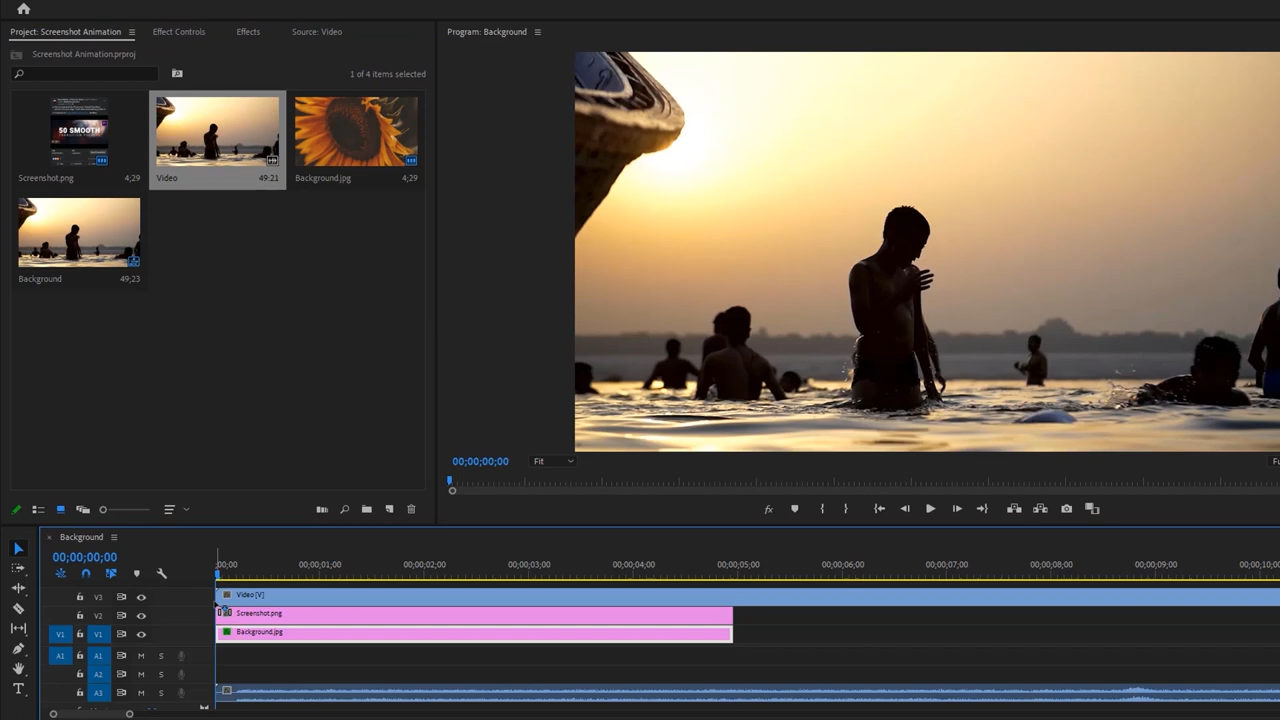 Project: Screenshot Animation
Effect Controls
Effects
Source: Video
Program: Background
Screenshot Animation.prproj
1 of 4 items selected
50 SMOOTH
Screenshot.png 4;29
Video 49:21
Background.jpg 4;29
Background 49;23
00;00;00;00
Fit
Fu
Background
00;00;00;00
;00;00 00;00;01;00 00;00;02;00 00;00;03;00 00;00;04;00 00;00;05;00 00;00;06;00 00;00;07;00 00;00;08;00 00;00;09;00 00;00;10;00
V3 Video [V]
V2 Screenshot.png
V1 V1 Background.jpg
A1 A1 M S
A2 M S
A3 M S